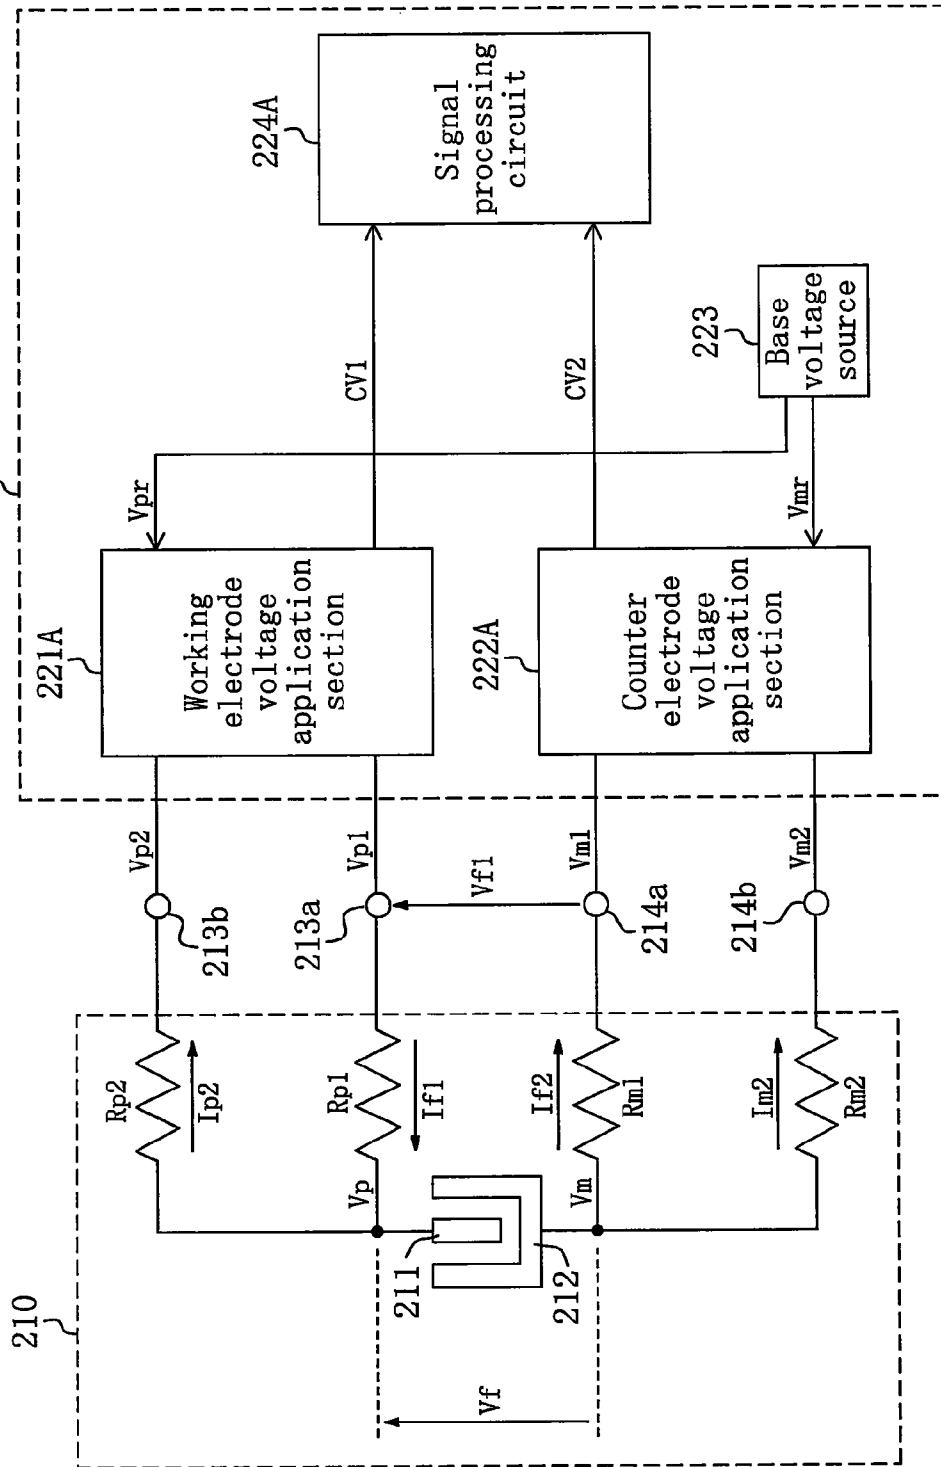 210
Vf
211
212
Vp
Vm
Rp2
Ip2
Rp1
If1
If2
Rm1
Im2
Rm2
213b
213a
214a
214b
Vf1
Vp2
Vp1
Vm1
Vm2
221A
Working
electrode
voltage
application
section
222A
Counter
electrode
voltage
application
section
Vpr
CV1
CV2
Vmr
223
Base
voltage
source
224A
Signal
processing
circuit